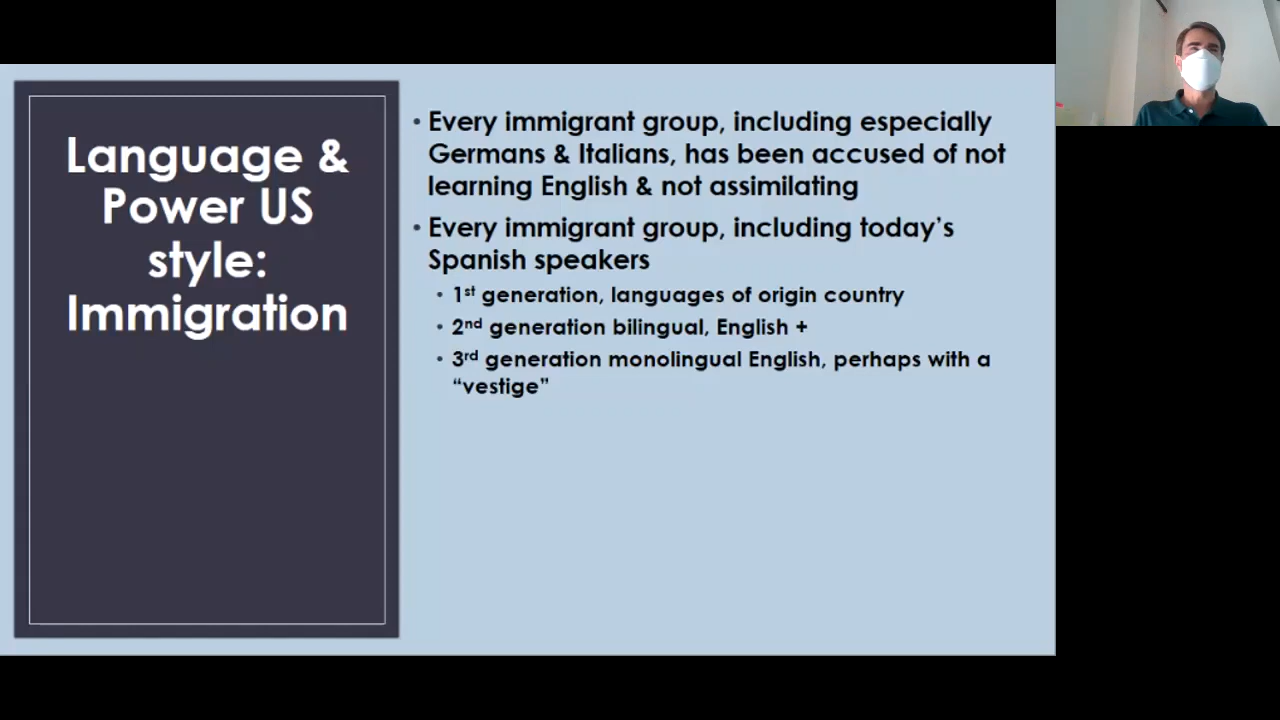 Language &
Power US
style:
Immigration
• Every immigrant group, including especially
Germans & Italians, has been accused of not
learning English & not assimilating
• Every immigrant group, including today’s
Spanish speakers
• 1st generation, languages of origin country
• 2nd generation bilingual, English +
• 3rd generation monolingual English, perhaps with a
“vestige”